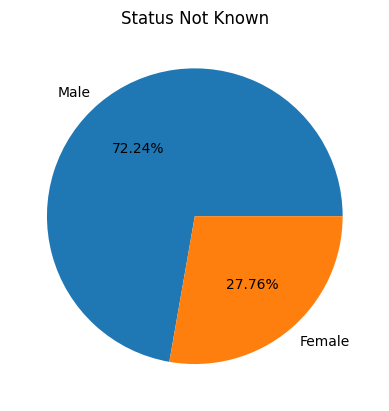 Status Not Known
Male
72.24%
27.76%
Female